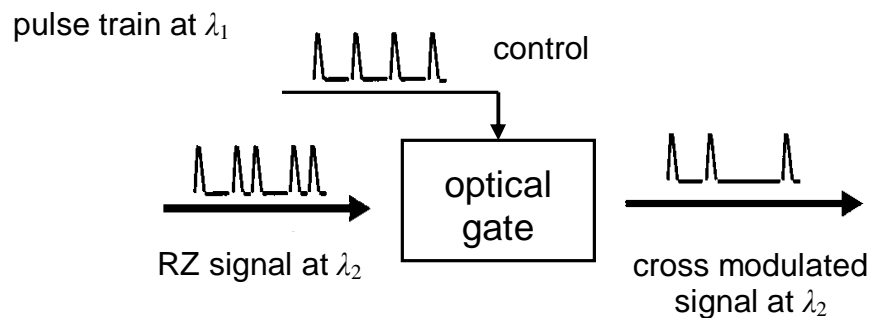 pulse train at λ₁
control
optical
gate
RZ signal at λ₂
cross modulated
signal at λ₂